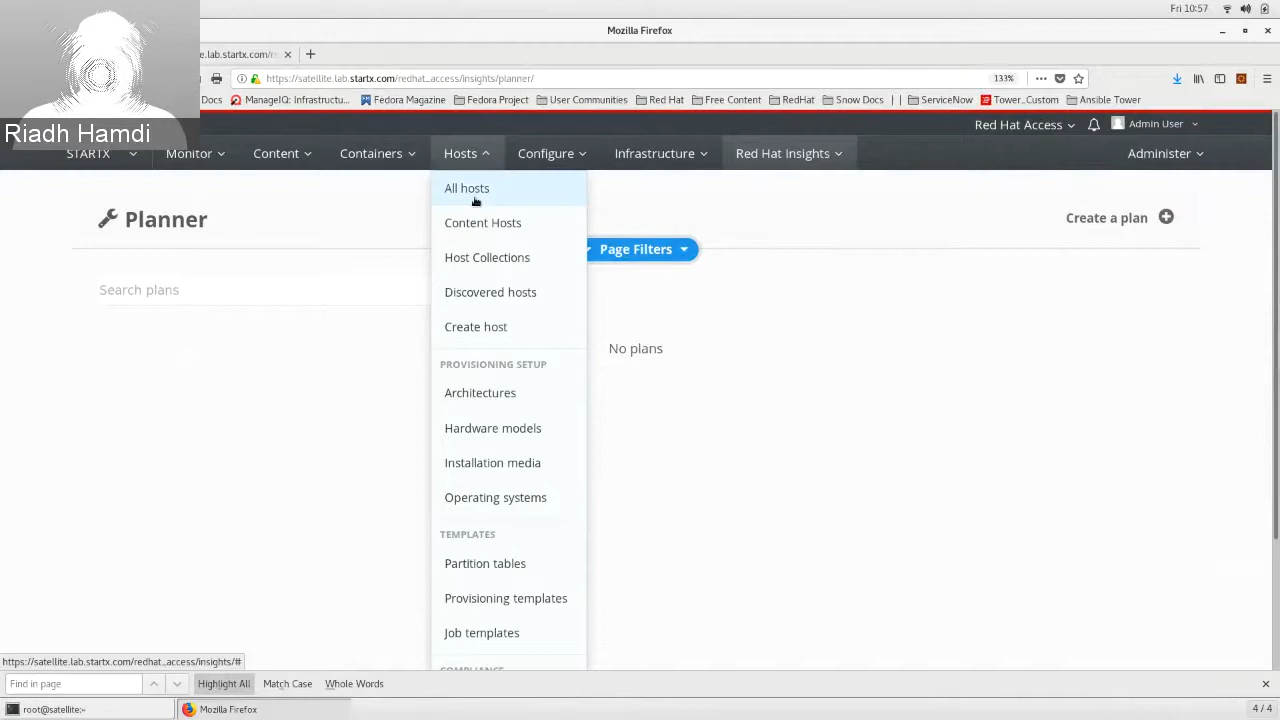 Fri 10:57
Mozilla Firefox
e.lab.startx.com/r
https://satellite.lab.startx.com/redhat_access/insights/planner/
133%
Docs
ManageIQ: Infrastructu...
Fedora Magazine
Fedora Project
User Communities
Red Hat
Free Content
RedHat
Snow Docs
ServiceNow
Tower_Custom
Ansible Tower
Riadh Hamdi
Red Hat Access
Admin User
STARTX
Monitor
Content
Containers
Hosts
Configure
Infrastructure
Red Hat Insights
Administer
All hosts
Content Hosts
Host Collections
Discovered hosts
Create host
PROVISIONING SETUP
Architectures
Hardware models
Installation media
Operating systems
TEMPLATES
Partition tables
Provisioning templates
Job templates
COMPLIANCE
Planner
Create a plan
Page Filters
Search plans
No plans
https://satellite.lab.startx.com/redhat_access/insights/#
Find in page
Highlight All
Match Case
Whole Words
root@satellite:~
Mozilla Firefox
4 / 4